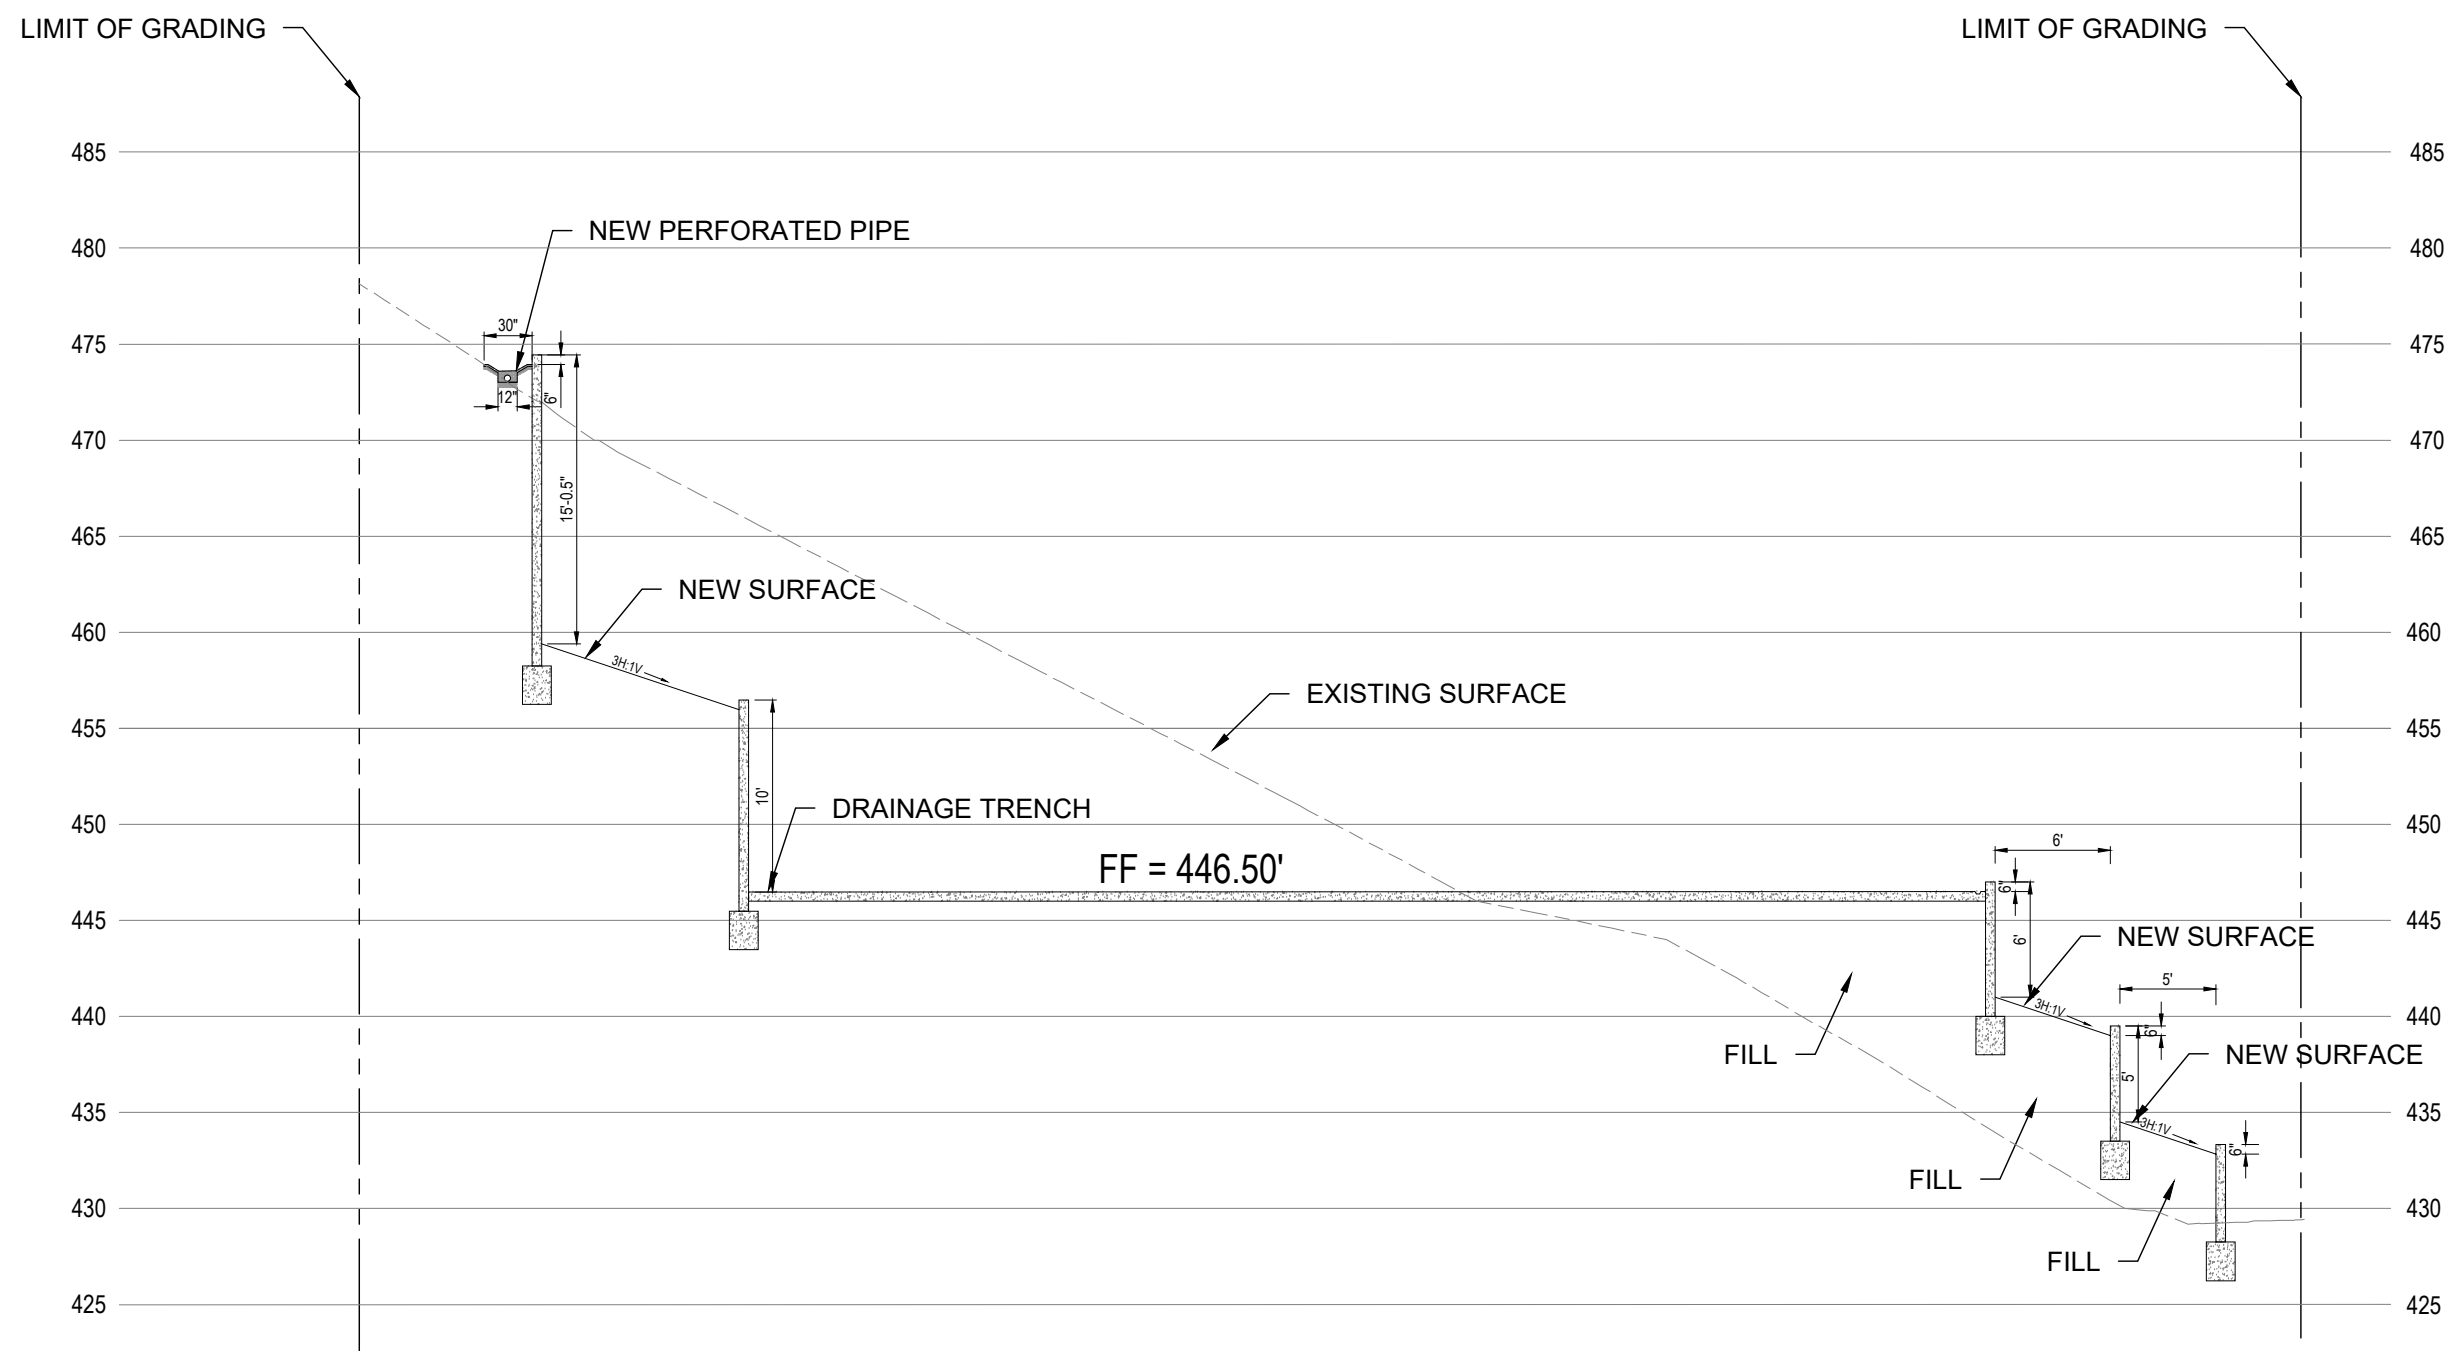 LIMIT OF GRADING
LIMIT OF GRADING
485
485
NEW PERFORATED PIPE
480
480
30"
475
475
12"
6"
470
470
15'-0.5"
465
465
NEW SURFACE
460
460
3H:1V
EXISTING SURFACE
455
455
10'
DRAINAGE TRENCH
450
450
6'
FF = 446.50'
6"
445
445
6'
NEW SURFACE
5'
3H:1V
440
440
6"
FILL
NEW SURFACE
5'
435
435
3H:1V
6"
FILL
430
430
FILL
425
425